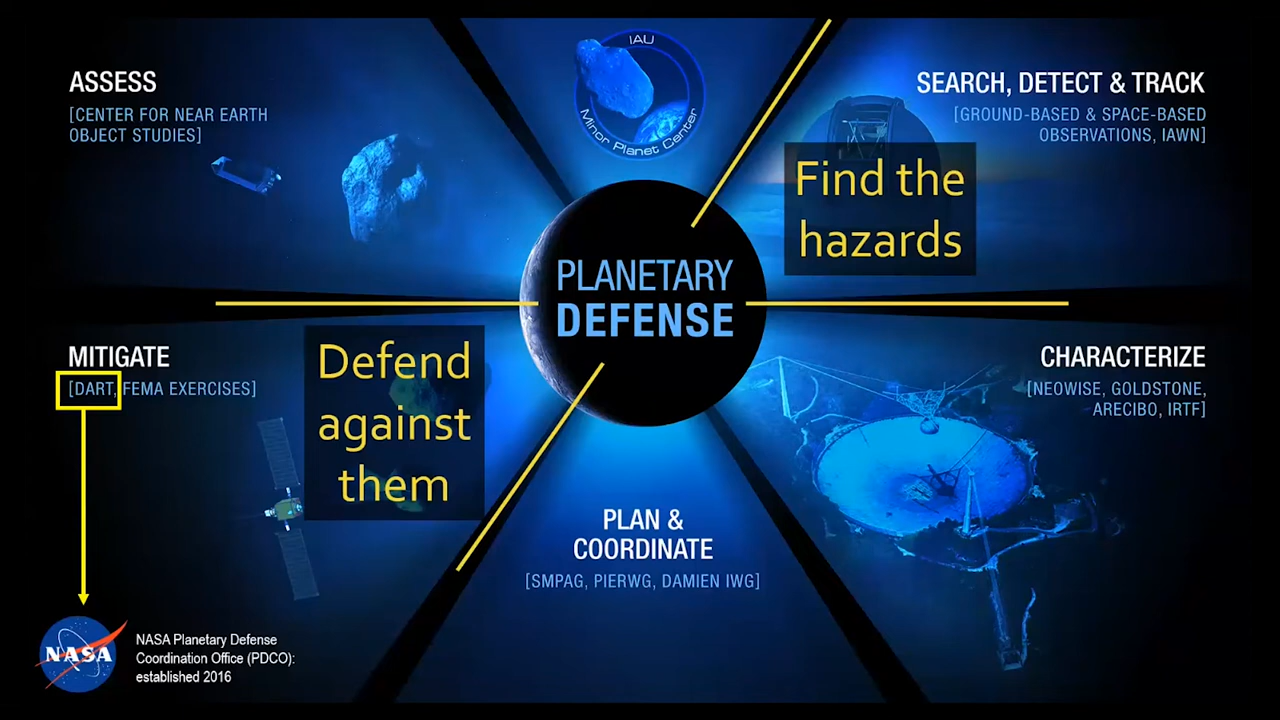 IAU
Minor Planet Center
ASSESS
[CENTER FOR NEAR EARTH
OBJECT STUDIES]
SEARCH, DETECT & TRACK
[GROUND-BASED & SPACE-BASED
OBSERVATIONS, IAWN]
Find the
hazards
PLANETARY
DEFENSE
MITIGATE
[DART, FEMA EXERCISES]
Defend
against
them
CHARACTERIZE
[NEOWISE, GOLDSTONE,
ARECIBO, IRTF]
PLAN &
COORDINATE
[SMPAG, PIERWG, DAMIEN IWG]
NASA
NASA Planetary Defense
Coordination Office (PDCO):
established 2016